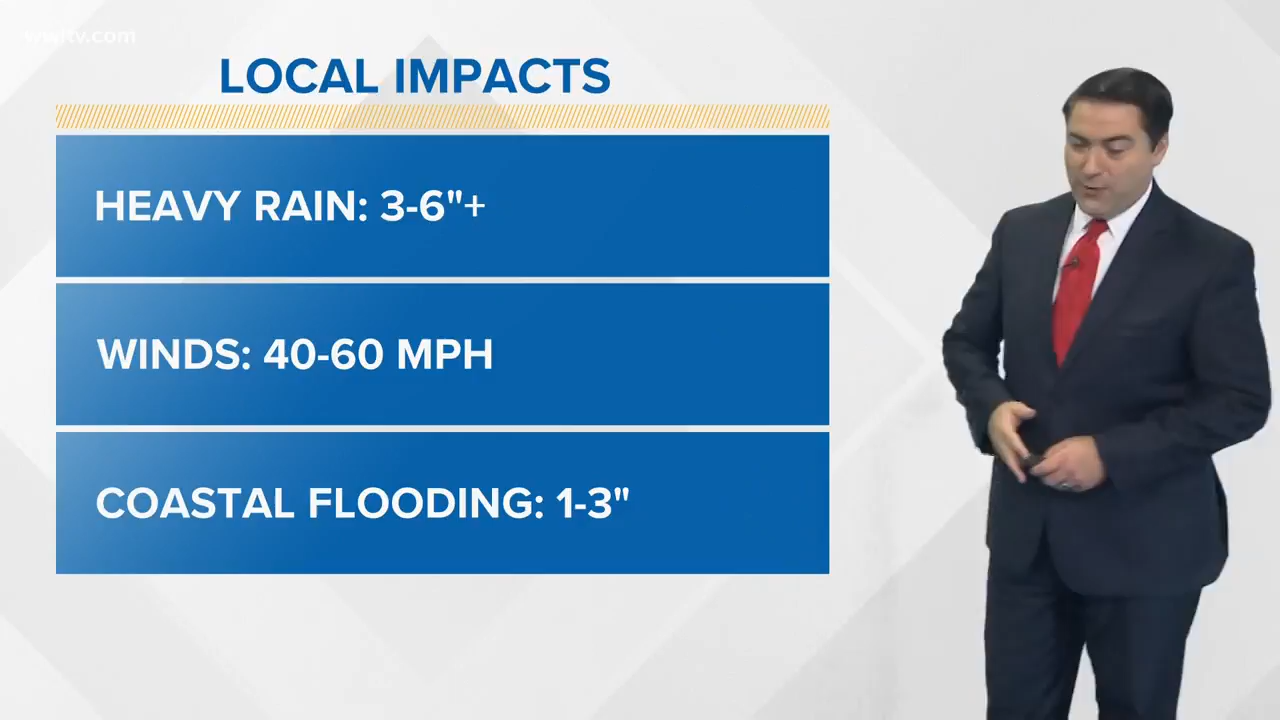 wwltv.com
LOCAL IMPACTS
HEAVY RAIN: 3-6"+
WINDS: 40-60 MPH
COASTAL FLOODING: 1-3"